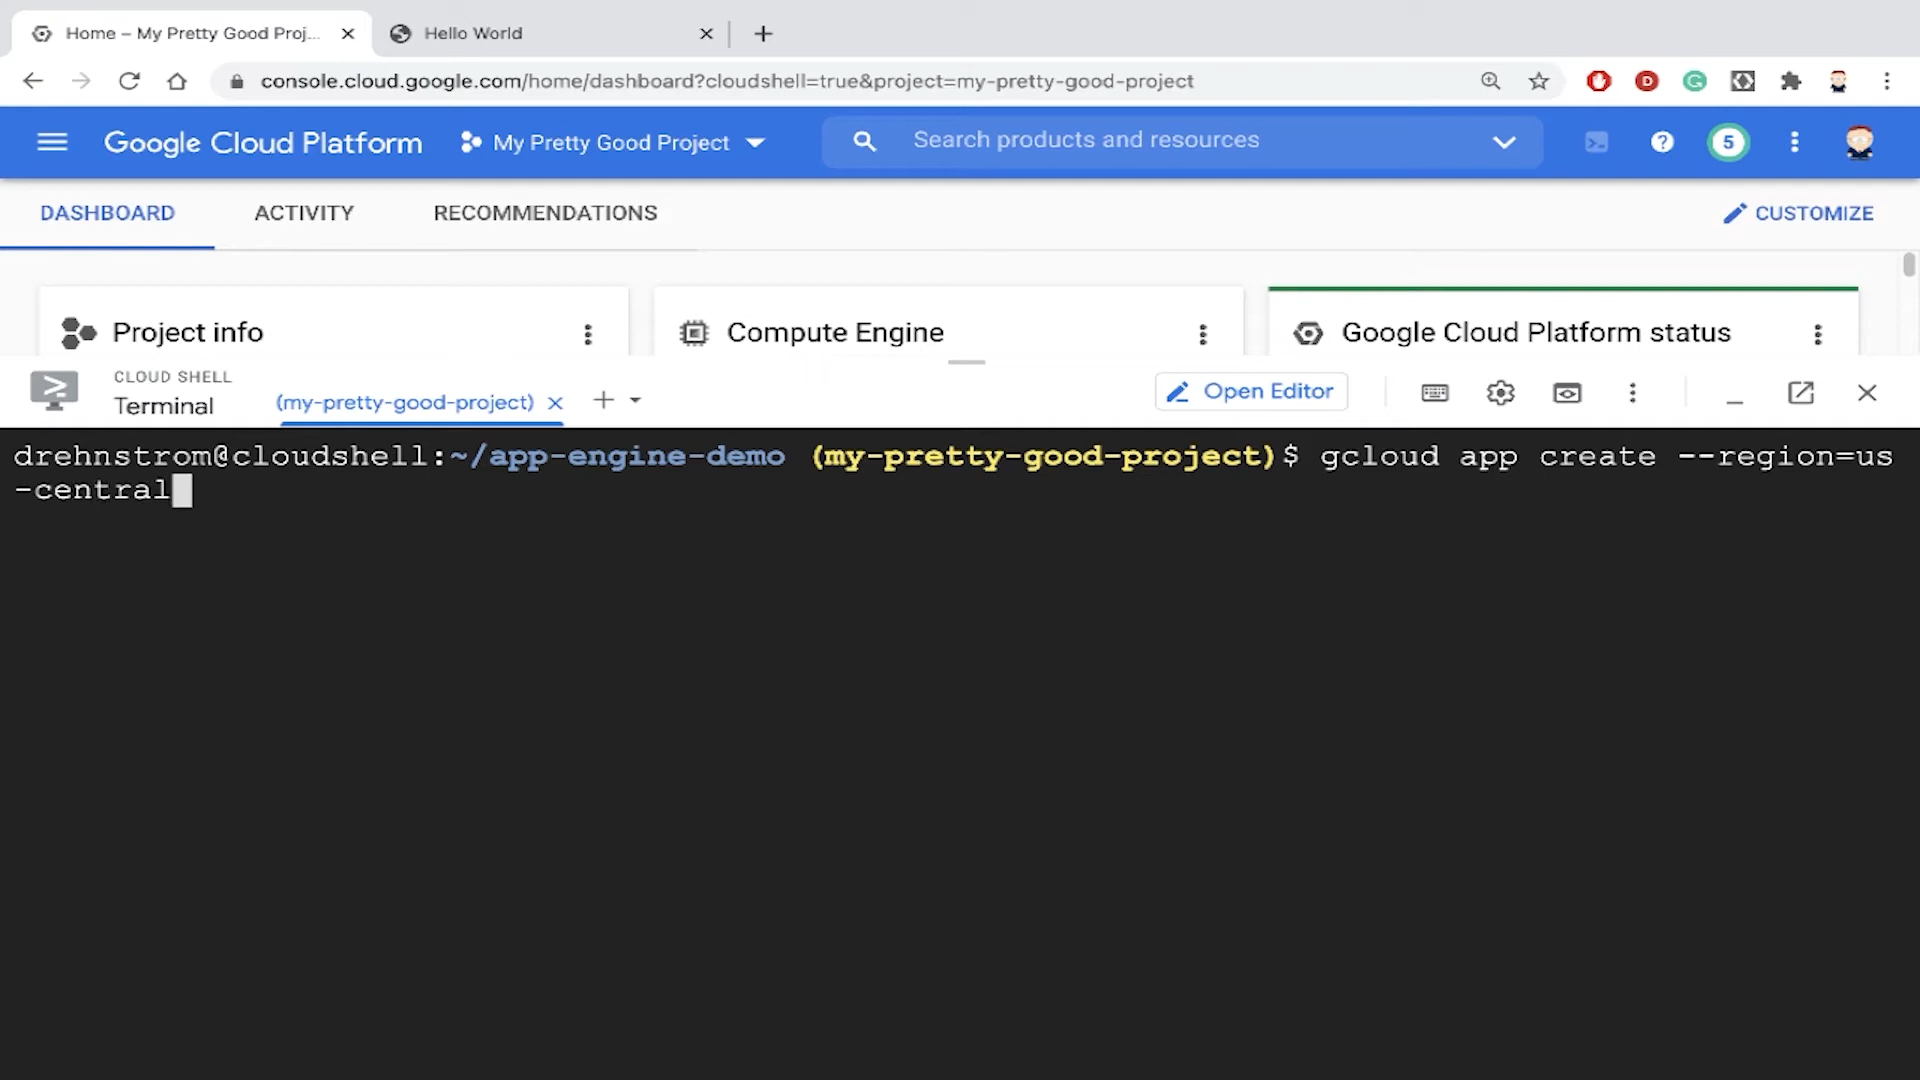 Home – My Pretty Good Proj...
Hello World
console.cloud.google.com/home/dashboard?cloudshell=true&project=my-pretty-good-project
D
G
Google Cloud Platform
My Pretty Good Project
Search products and resources
?
5
DASHBOARD
ACTIVITY
RECOMMENDATIONS
CUSTOMIZE
Project info
Compute Engine
Google Cloud Platform status
CLOUD SHELL
Terminal
(my-pretty-good-project)
Open Editor
drehnstrom@cloudshell:~/app-engine-demo (my-pretty-good-project)$ gcloud app create --region=us
-central